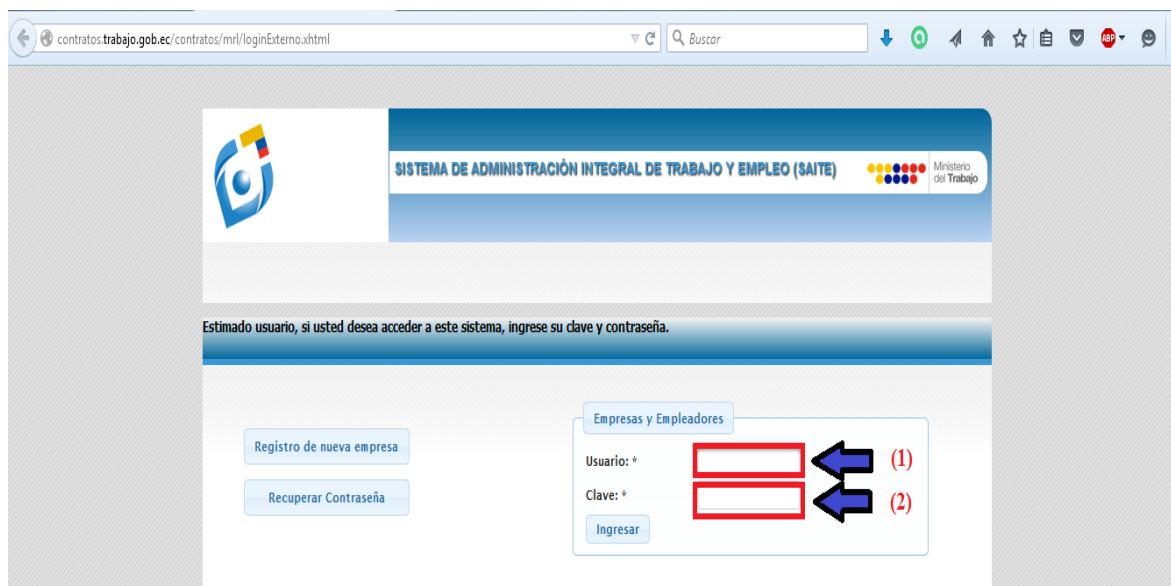 contratos.trabajo.gob.ec/contratos/mrl/loginExterno.xhtml
Buscar
ABP
SISTEMA DE ADMINISTRACIÓN INTEGRAL DE TRABAJO Y EMPLEO (SAITE)
Ministerio
del Trabajo
Estimado usuario, si usted desea acceder a este sistema, ingrese su clave y contraseña.
Registro de nueva empresa
Recuperar Contraseña
Empresas y Empleadores
Usuario: *
(1)
Clave: *
(2)
Ingresar